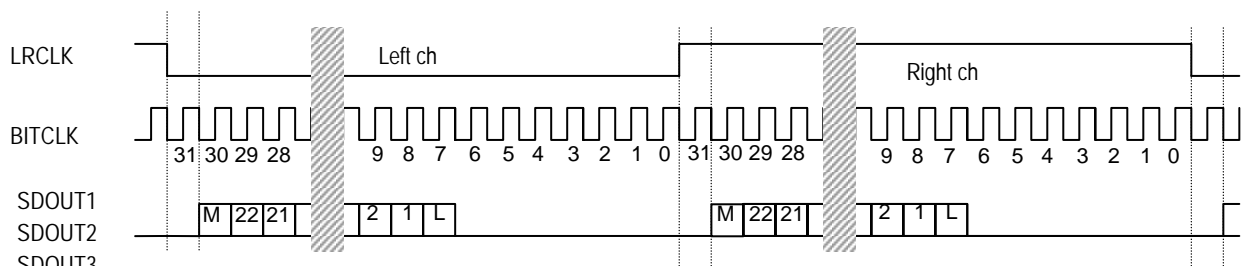 LRCLK Left ch Right ch
BITCLK
31 30 29 28 9 8 7 6 5 4 3 2 1 0 31 30 29 28 9 8 7 6 5 4 3 2 1 0
SDOUT1
M 22 21 2 1 L M 22 21 2 1 L
SDOUT2
SDOUT3